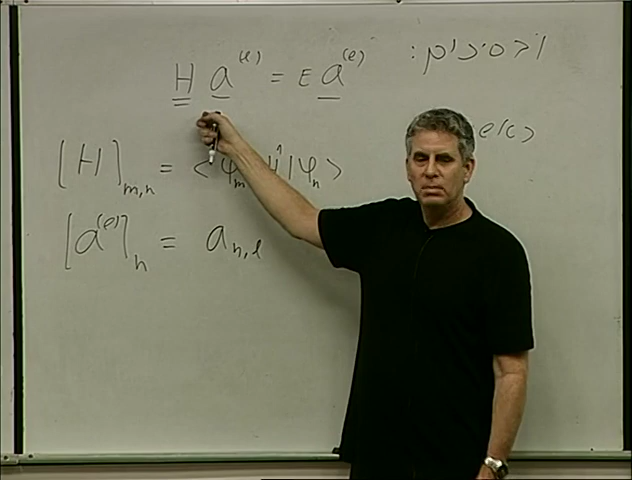 וקטורים:
H a^(l) = E a^(l)
[H]_{m,n} = <φ_m|Ĥ|φ_n>
[a^(l)]_n = a_{n,l}